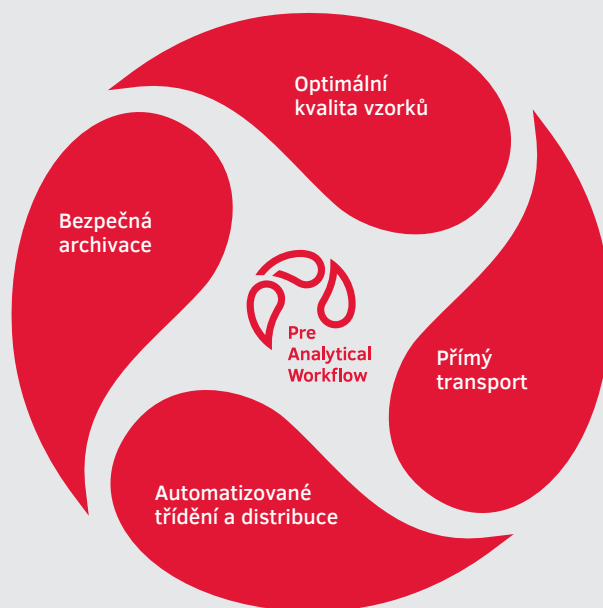 Optimální
kvalita vzorků
Bezpečná
archivace
Pre
Analytical
Workflow
Přímý
transport
Automatizované
třídění a distribuce